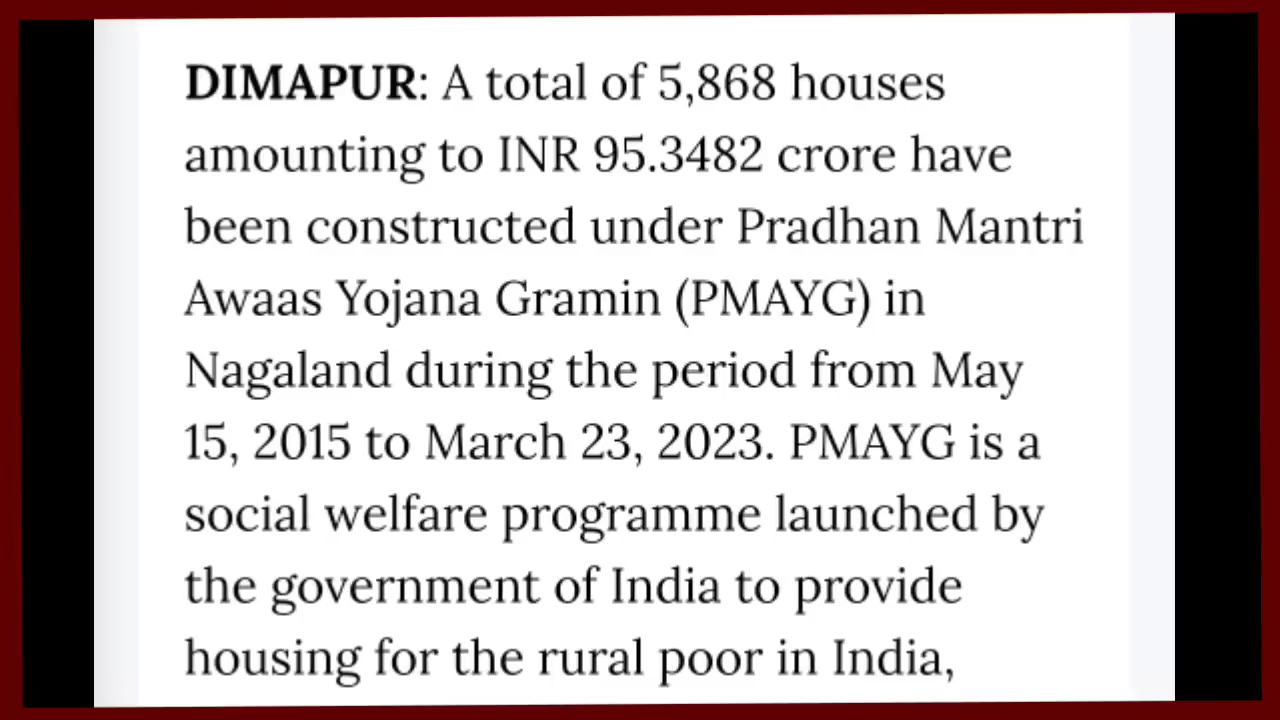 DIMAPUR: A total of 5,868 houses
amounting to INR 95.3482 crore have
been constructed under Pradhan Mantri
Awaas Yojana Gramin (PMAYG) in
Nagaland during the period from May
15, 2015 to March 23, 2023. PMAYG is a
social welfare programme launched by
the government of India to provide
housing for the rural poor in India,